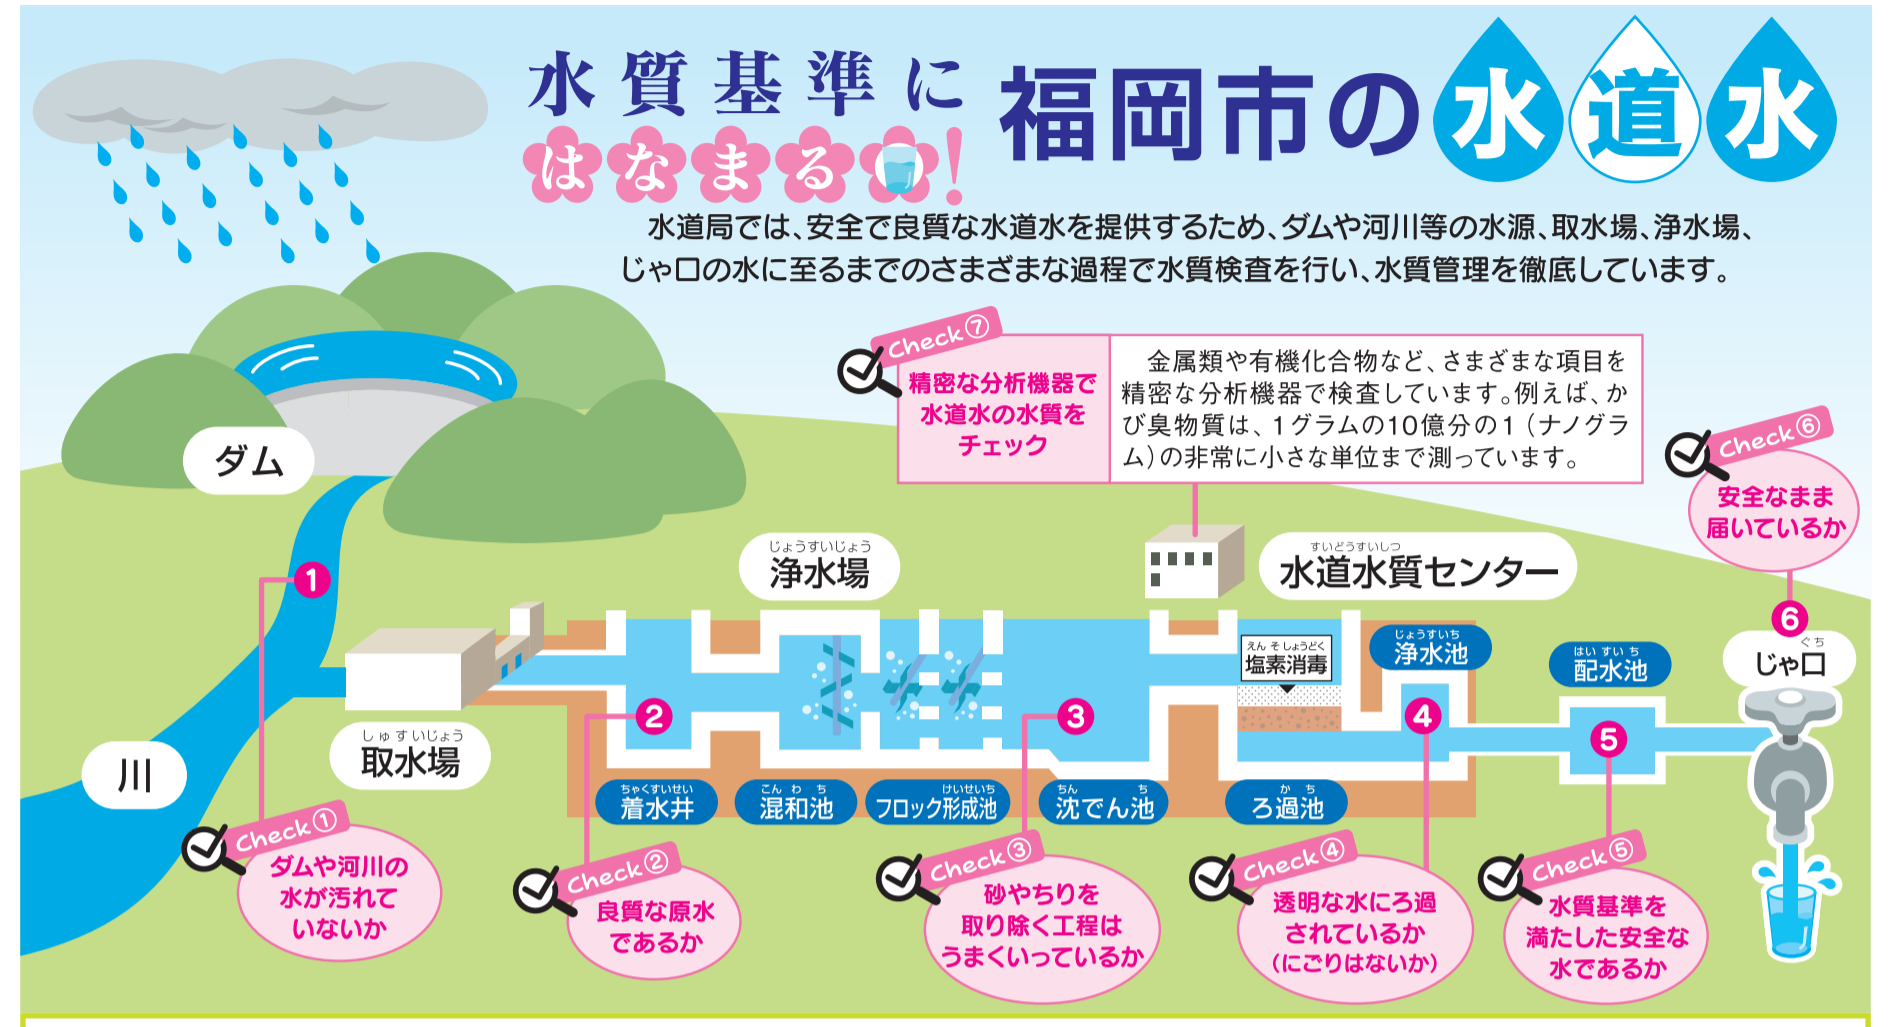 水質基準に
はなまる!
福岡市の水道水
水道局では、安全で良質な水道水を提供するため、ダムや河川等の水源、取水場、浄水場、
じゃ口の水に至るまでのさまざまな過程で水質検査を行い、水質管理を徹底しています。
Check⑦
精密な分析機器で
水道水の水質を
チェック
金属類や有機化合物など、さまざまな項目を
精密な分析機器で検査しています。例えば、か
び臭物質は、1グラムの10億分の1(ナノグラ
ム)の非常に小さな単位まで測っています。
Check⑥
安全なまま
届いているか
ダム
じょうすいじょう
浄水場
すいどうすいしつ
水道水質センター
1
6
ぐち
じゃ口
えんそしょうどく
塩素消毒
じょうすいち
浄水池
はいすいち
配水池
2
3
4
5
しゅすいじょう
取水場
川
ちゃくすいせい
着水井
こんわち
混和池
けいせいち
フロック形成池
ちん ち
沈でん池
かち
ろ過池
Check①
ダムや河川の
水が汚れて
いないか
Check②
良質な原水
であるか
Check③
砂やちりを
取り除く工程は
うまくいっているか
Check④
透明な水にろ過
されているか
(にごりはないか)
Check⑤
水質基準を
満たした安全な
水であるか